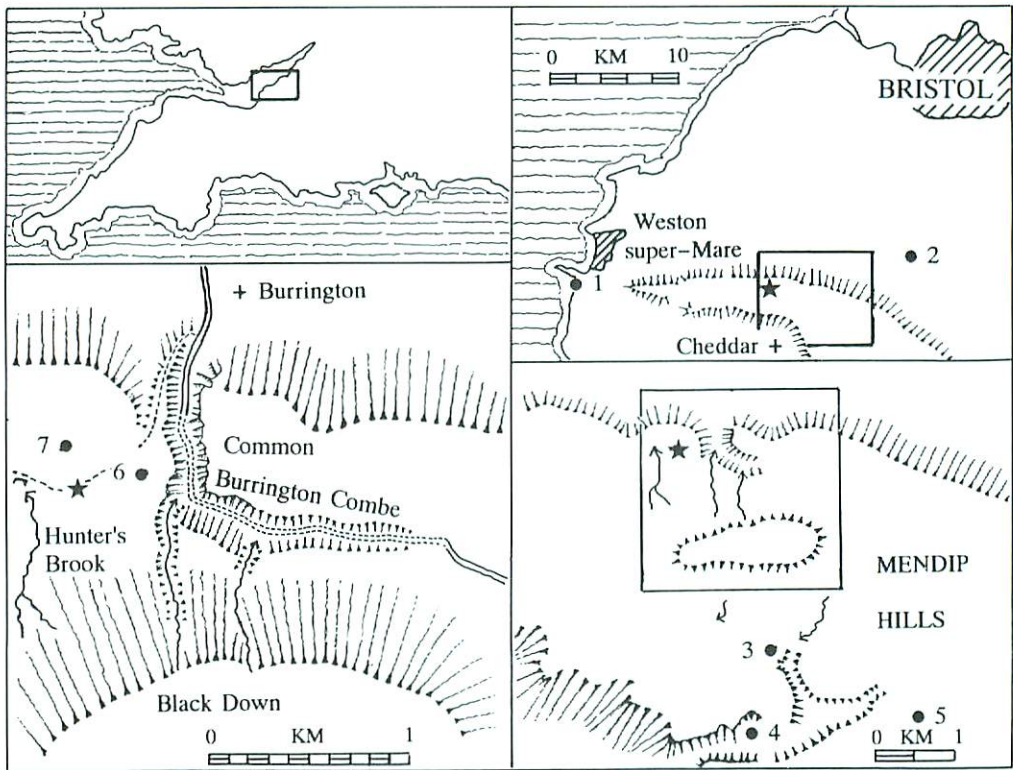 0 KM 10
BRISTOL
Weston
super-Mare
1
2
Cheddar +
+ Burrington
7
6
Common
Burrington Combe
Hunter's
Brook
Black Down
0 KM 1
MENDIP
HILLS
3
4
5
0 KM 1